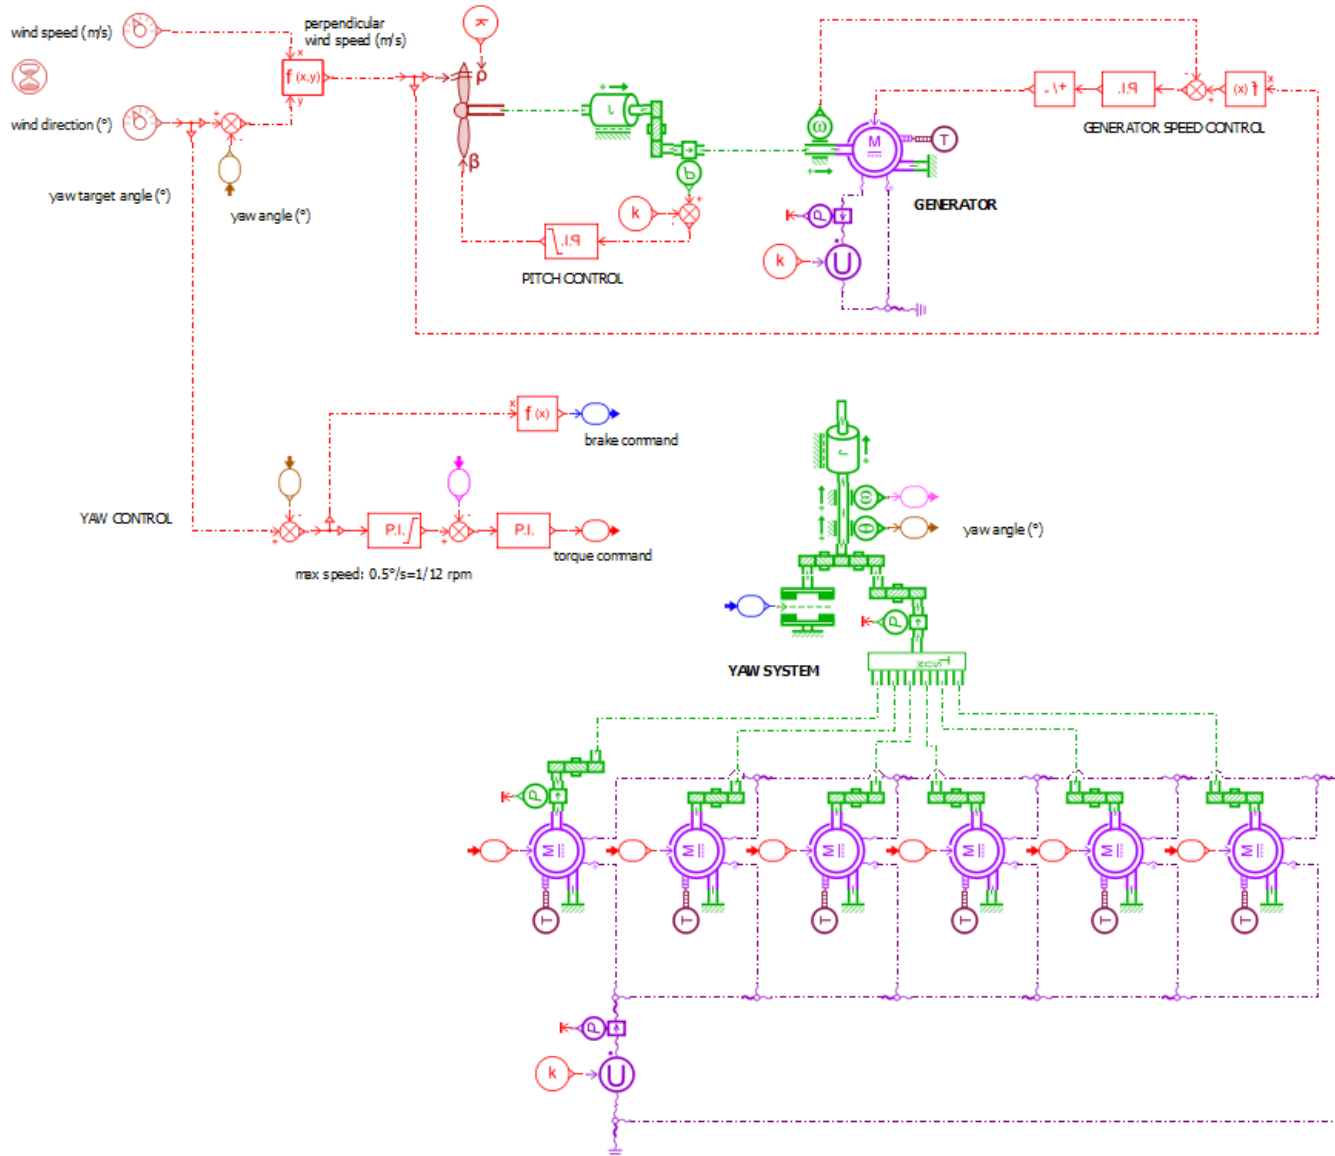 wind speed (m/s)
perpendicular
wind speed (m/s)
k
x
f (x,y)
y
ρ
β
wind direction (°)
+
-
yaw target angle (°)
yaw angle (°)
J
k
+
-
P.I.
PITCH CONTROL
ω
M
T
P
k
U
GENERATOR
+\-
P.I.
-
+
f (x)
x
GENERATOR SPEED CONTROL
x
f (x)
brake command
YAW CONTROL
-
+
P.I.
-
+
P.I.
torque command
max speed: 0.5°/s=1/12 rpm
J
ω
θ
yaw angle (°)
P
YAW SYSTEM
T SUM
P
M
M
M
M
M
M
T
T
T
T
T
T
P
k
U